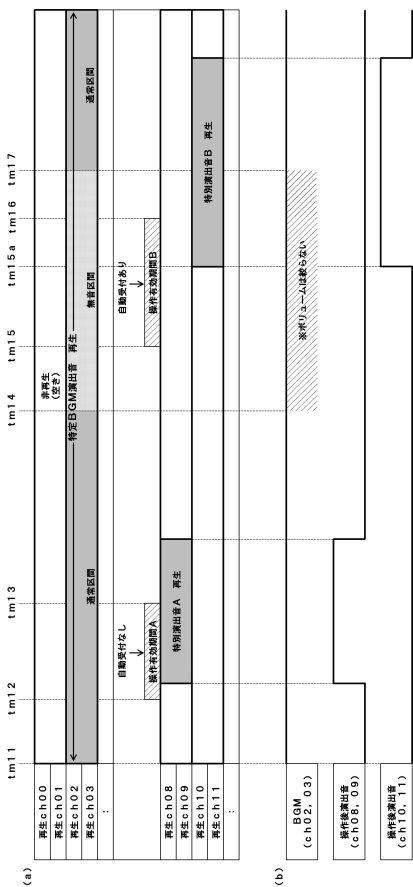 tm11
tm12
tm13
tm14
tm15
tm15a
tm16
tm17
(a)
再生ch00
再生ch01
再生ch02
再生ch03
:
再生ch08
再生ch09
再生ch10
再生ch11
:
非再生
(空き)
特定BGM演出音 再生
通常区間
無音区間
通常区間
自動受付なし
操作有効期間A
自動受付あり
操作有効期間B
特別演出音A 再生
特別演出音B 再生
(b)
BGM
(ch02, 03)
操作後演出音
(ch08, 09)
操作後演出音
(ch10, 11)
※ボリュームは絞らない